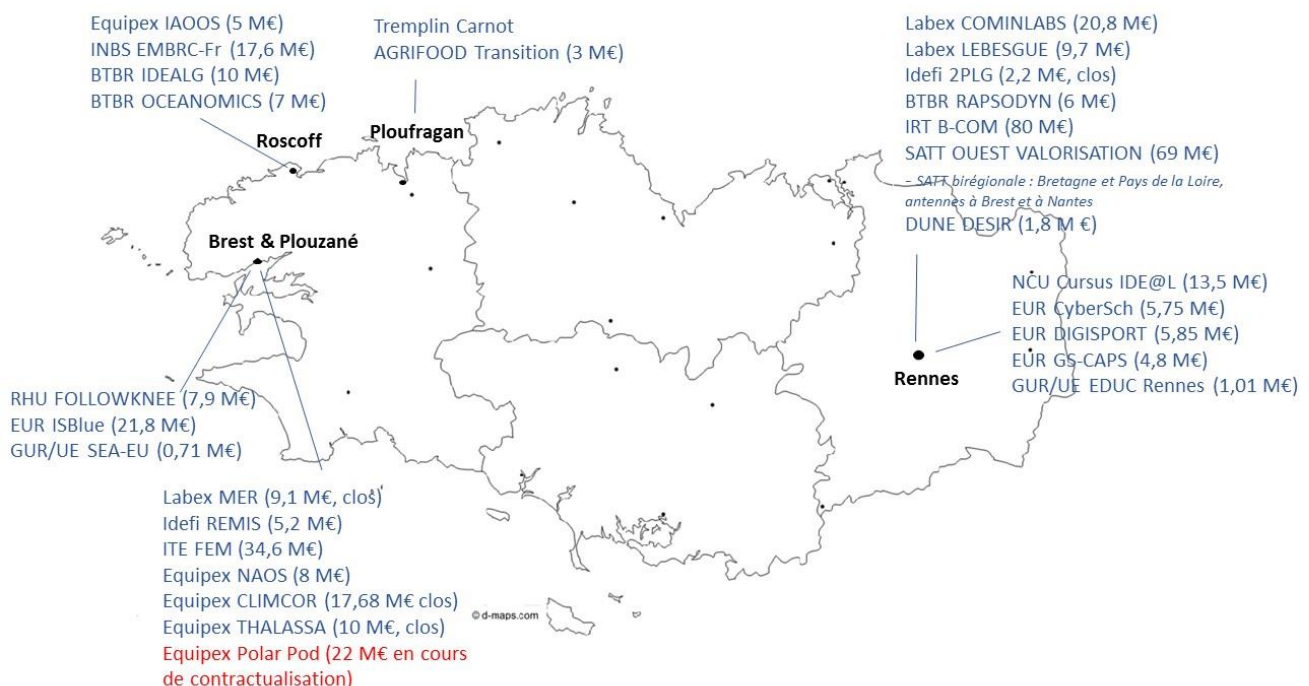 Equipex IAOOS (5 M€)
INBS EMBRC-Fr (17,6 M€)
BTBR IDEALG (10 M€)
BTBR OCEANOMICS (7 M€)
Roscoff
Tremplin Carnot
AGRIFOOD Transition (3 M€)
Ploufragan
Labex COMINLABS (20,8 M€)
Labex LEBESGUE (9,7 M€)
Idefi 2PLG (2,2 M€, clos)
BTBR RAPSODYN (6 M€)
IRT B-COM (80 M€)
SATT OUEST VALORISATION (69 M€)
- SATT birégionale : Bretagne et Pays de la Loire,
antennes à Brest et à Nantes
DUNE DESIR (1,8 M €)
NCU Cursus IDE@L (13,5 M€)
EUR CyberSch (5,75 M€)
EUR DIGISPORT (5,85 M€)
EUR GS-CAPS (4,8 M€)
GUR/UE EDUC Rennes (1,01 M€)
Rennes
Brest & Plouzané
RHU FOLLOWKNEE (7,9 M€)
EUR ISBlue (21,8 M€)
GUR/UE SEA-EU (0,71 M€)
Labex MER (9,1 M€, clos)
Idefi REMIS (5,2 M€)
ITE FEM (34,6 M€)
Equipex NAOS (8 M€)
Equipex CLIMCOR (17,68 M€ clos)
Equipex THALASSA (10 M€, clos)
Equipex Polar Pod (22 M€ en cours
de contractualisation)
© d-maps.com